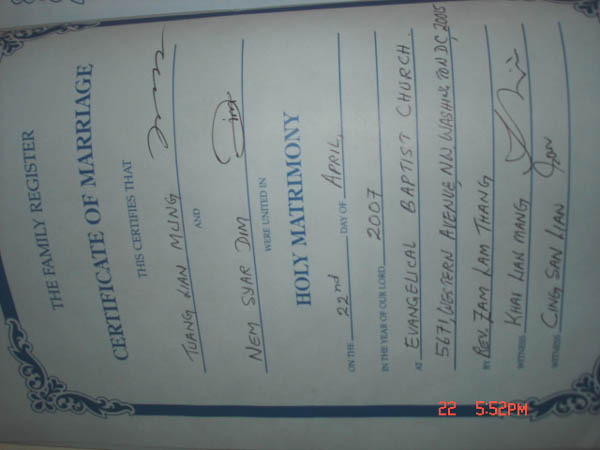 THE FAMILY REGISTER
CERTIFICATE OF MARRIAGE
THIS CERTIFIES THAT
TUANG LIAN MUNG
AND
NEM SYAR DIM Dim
WERE UNITED IN
HOLY MATRIMONY
ON THE 22nd DAY OF APRIL,
IN THE YEAR OF OUR LORD 2007
AT EVANGELICAL BAPTIST CHURCH.
5671, WESTERN AVENUE, NW, WASHINGTON DC, 20015
BY REV. ZAM LAM THANG
WITNESS KHAI LIAN MANG
WITNESS CING SAN LIAN
22 5:52PM